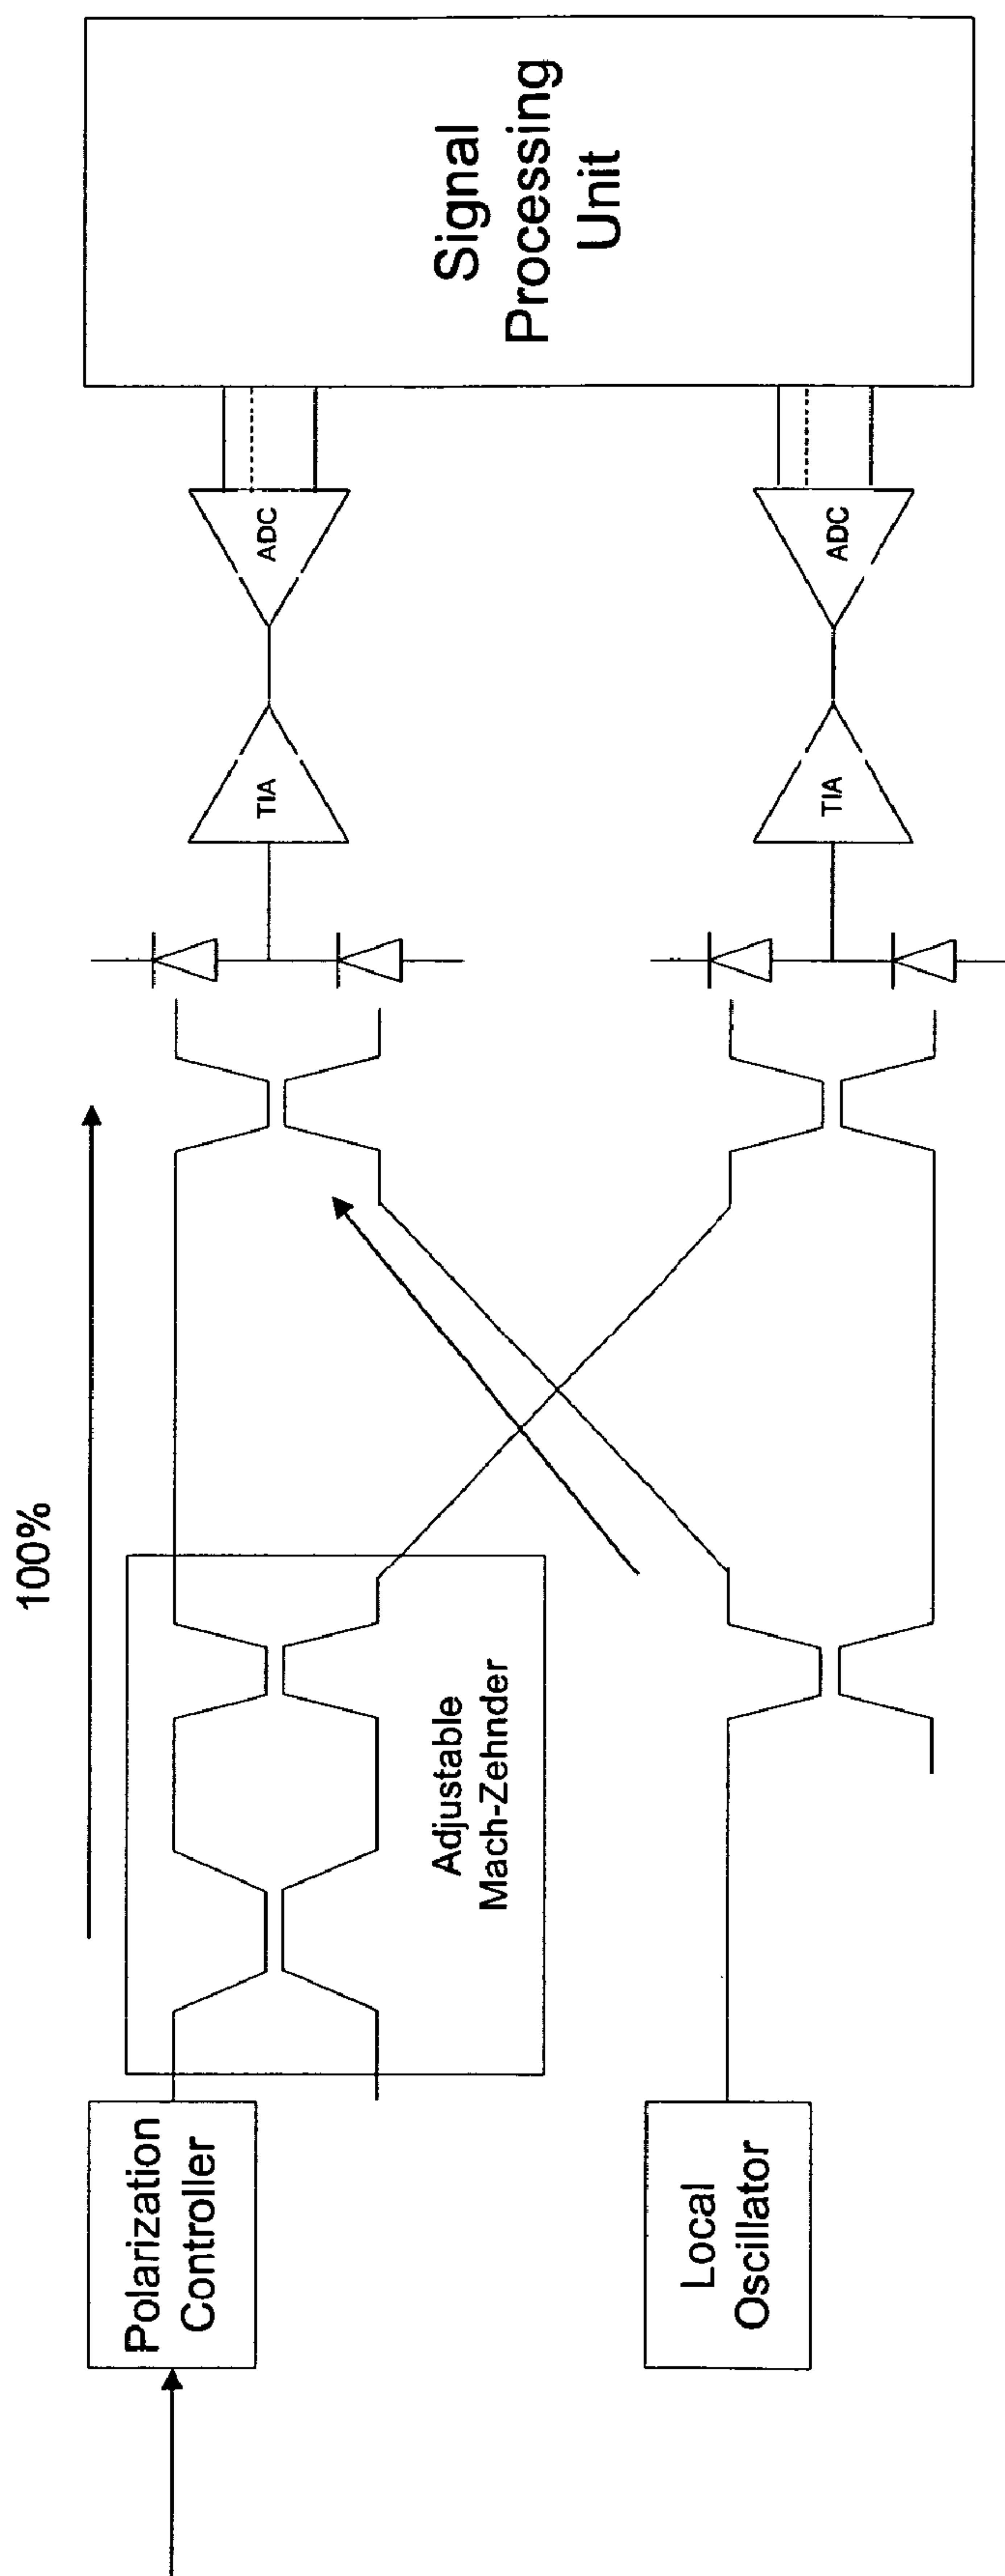 100%
Polarization
Controller
Adjustable
Mach-Zehnder
TIA
ADC
Signal
Processing
Unit
Local
Oscillator
TIA
ADC